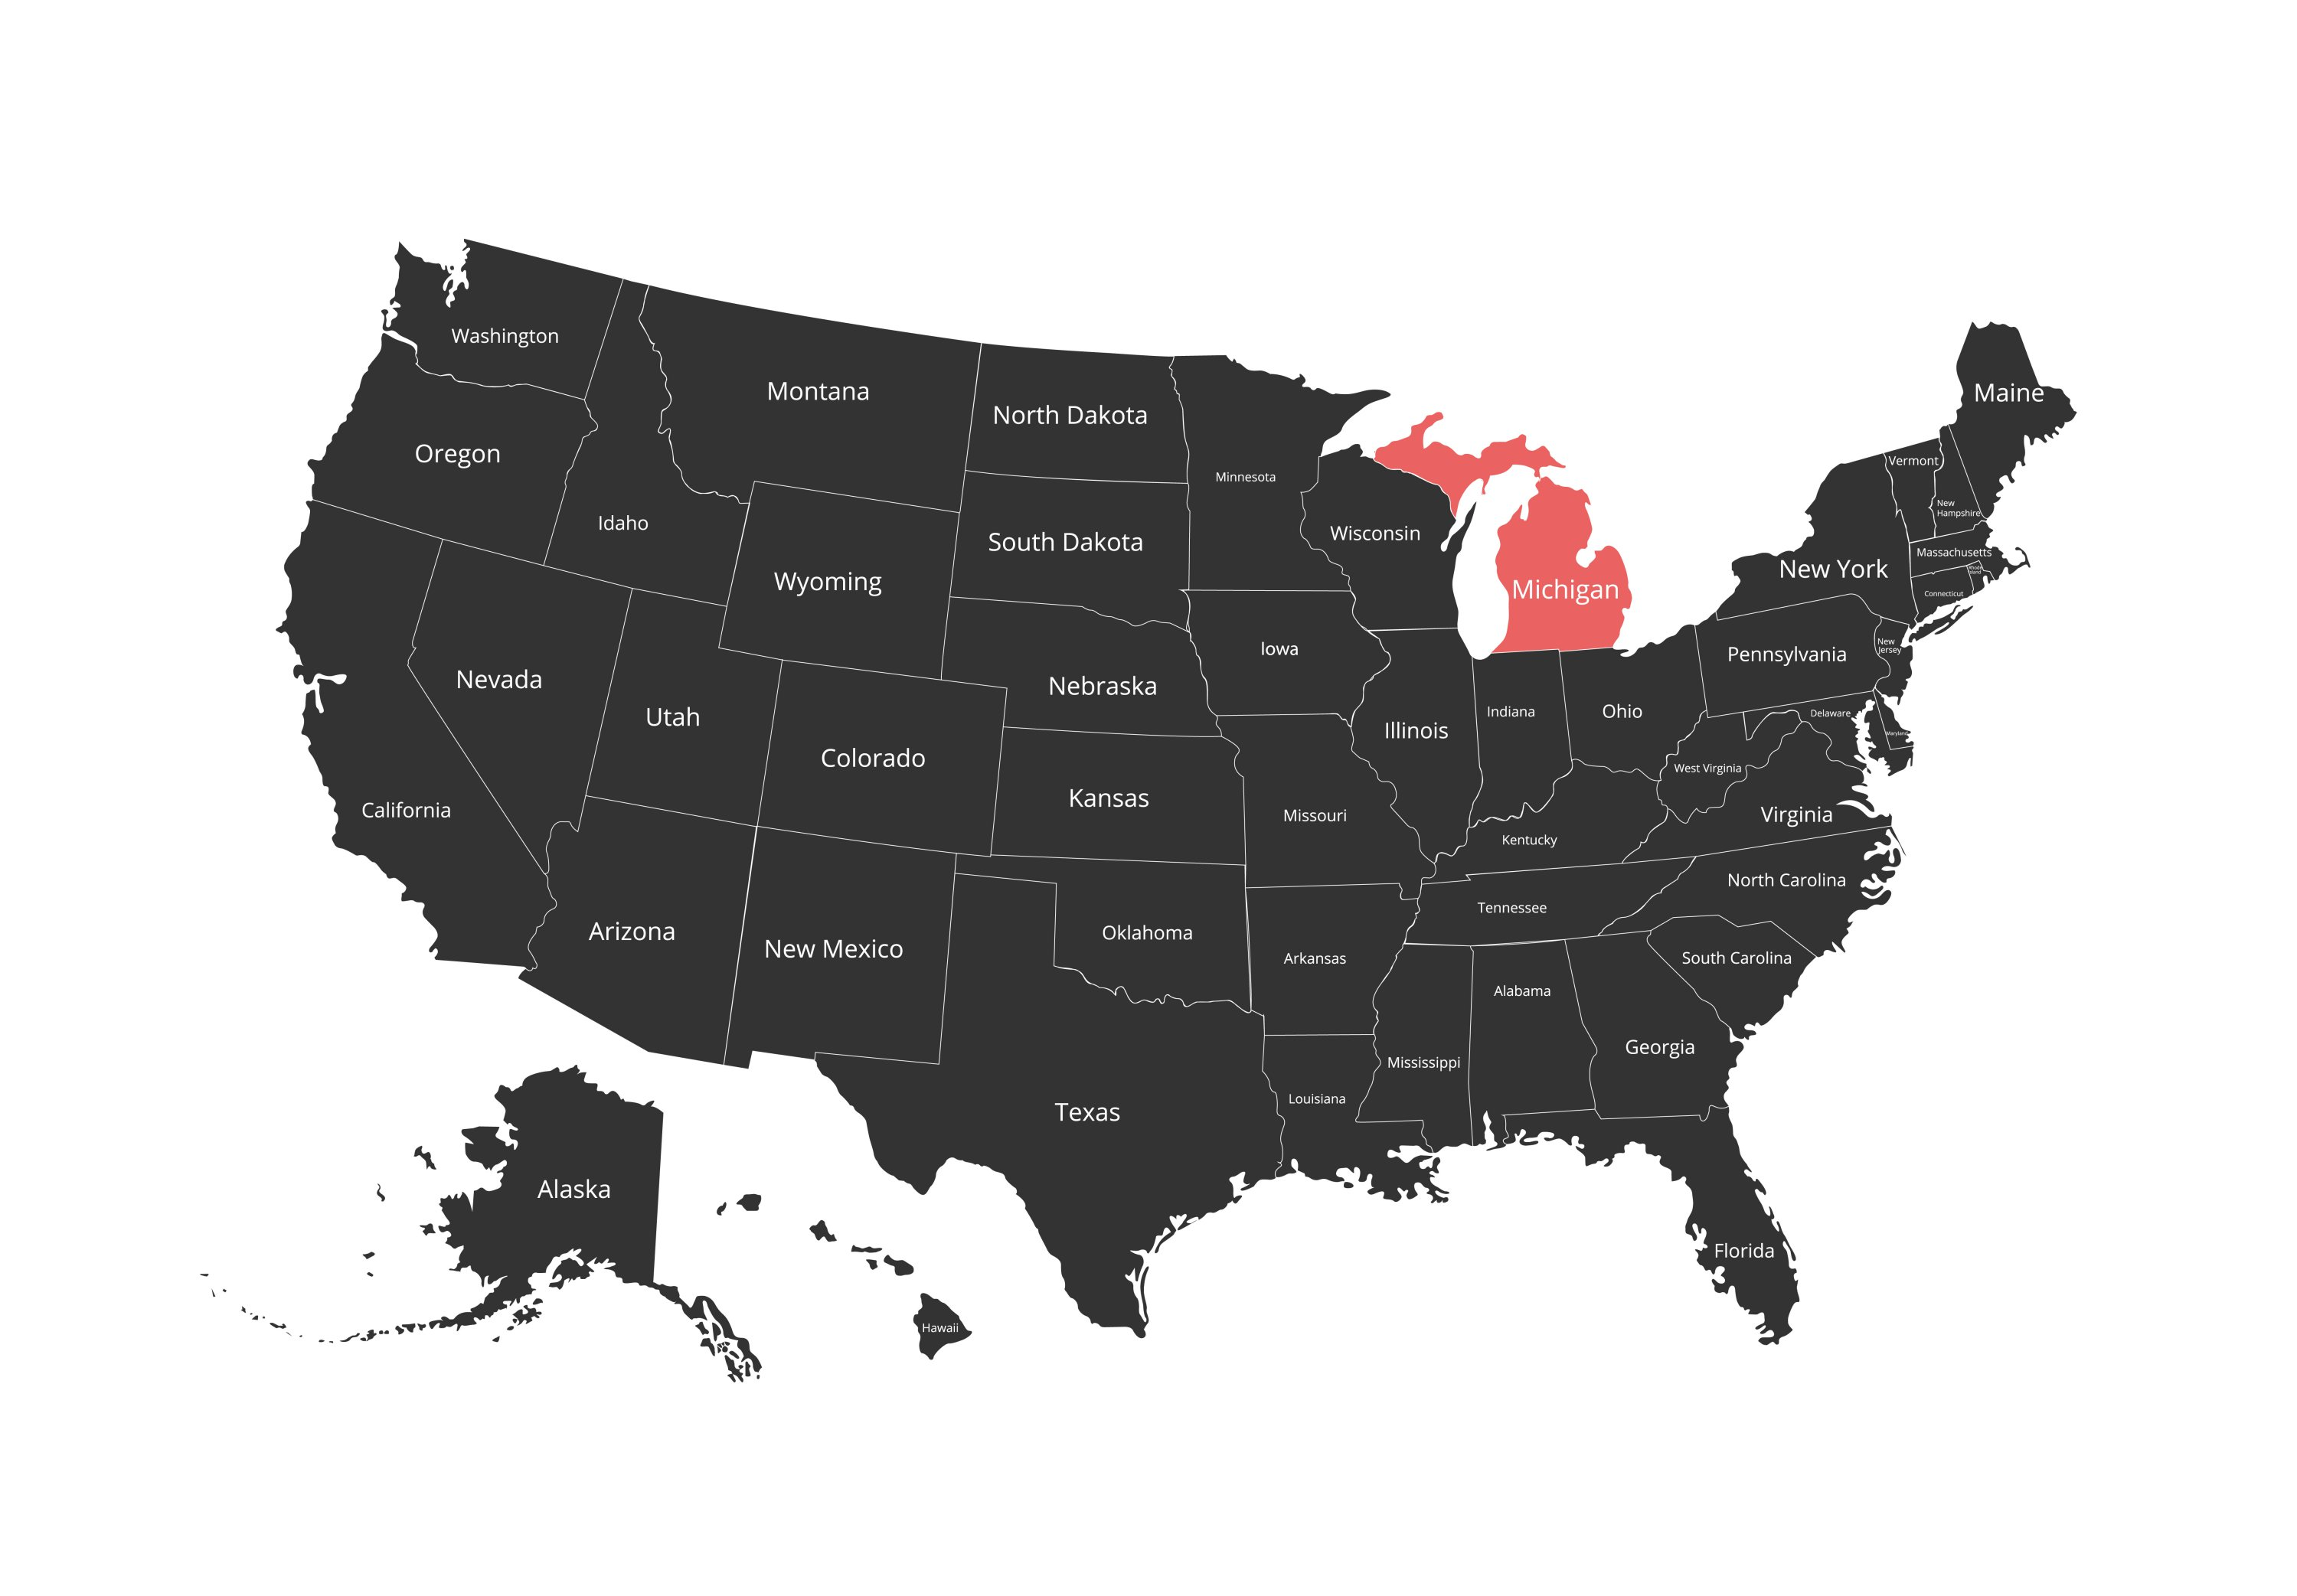 Washington
Montana
North Dakota
Minnesota
Maine
Oregon
Idaho
South Dakota
Wisconsin
Michigan
Vermont
New
Hampshire
Massachusetts
Rhode
Island
Connecticut
New York
Wyoming
Iowa
Pennsylvania
New
Jersey
Nevada
Utah
Nebraska
Illinois
Indiana
Ohio
Delaware
Maryland
California
Colorado
Kansas
Missouri
West Virginia
Virginia
Kentucky
Arizona
New Mexico
Oklahoma
Arkansas
Tennessee
North Carolina
South Carolina
Texas
Louisiana
Mississippi
Alabama
Georgia
Alaska
Hawaii
Florida